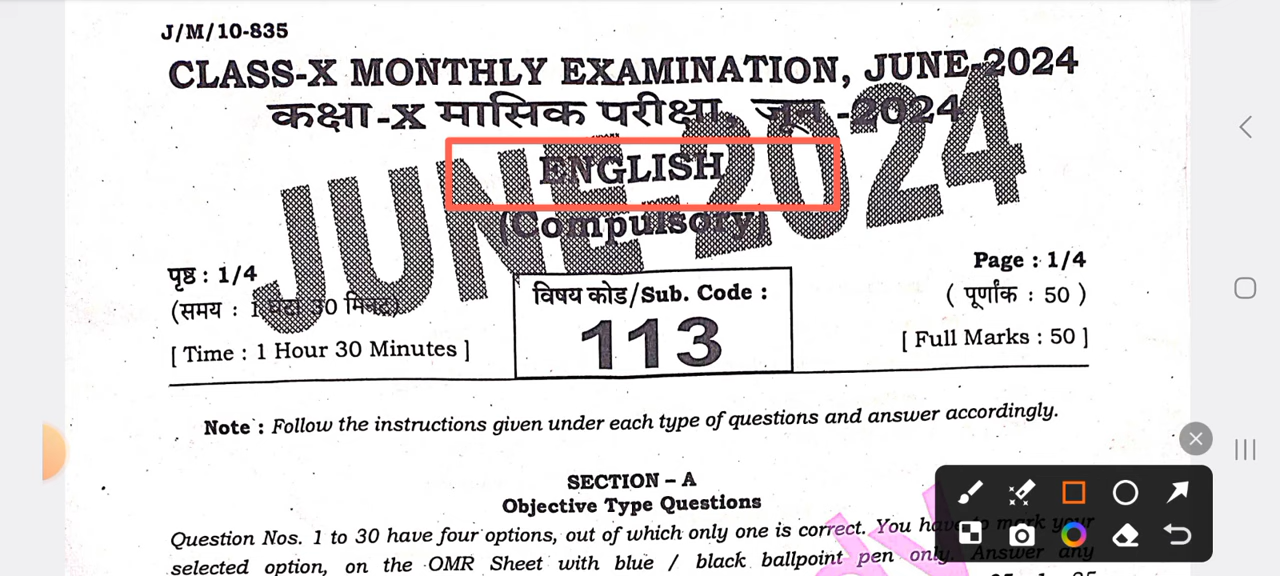 J/M/10-835
CLASS-X MONTHLY EXAMINATION, JUNE-2024
कक्षा-X मासिक परीक्षा, जून -2024
JUNE-2024
ENGLISH
(Compulsory)
पृष्ठ : 1/4
Page : 1/4
(समय : 1 घंटा 30 मिनट)
विषय कोड/Sub. Code :
( पूर्णांक : 50 )
113
[ Time : 1 Hour 30 Minutes ]
[ Full Marks : 50 ]
Note : Follow the instructions given under each type of questions and answer accordingly.
SECTION – A
Objective Type Questions
Question Nos. 1 to 30 have four options, out of which only one is correct. You have to mark your
selected option, on the OMR Sheet with blue / black ballpoint pen only. Answer any